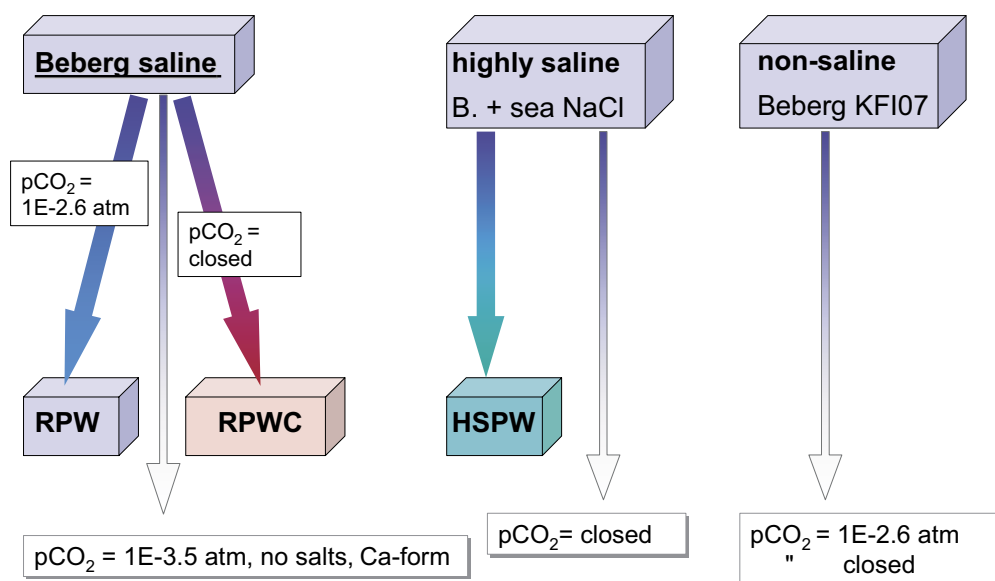 Beberg saline
highly saline
B. + sea NaCl
non-saline
Beberg KFI07
pCO₂ =
1E-2.6 atm
pCO₂ =
closed
RPW
RPWC
HSPW
pCO₂ = 1E-3.5 atm, no salts, Ca-form
pCO₂= closed
pCO₂ = 1E-2.6 atm
" closed